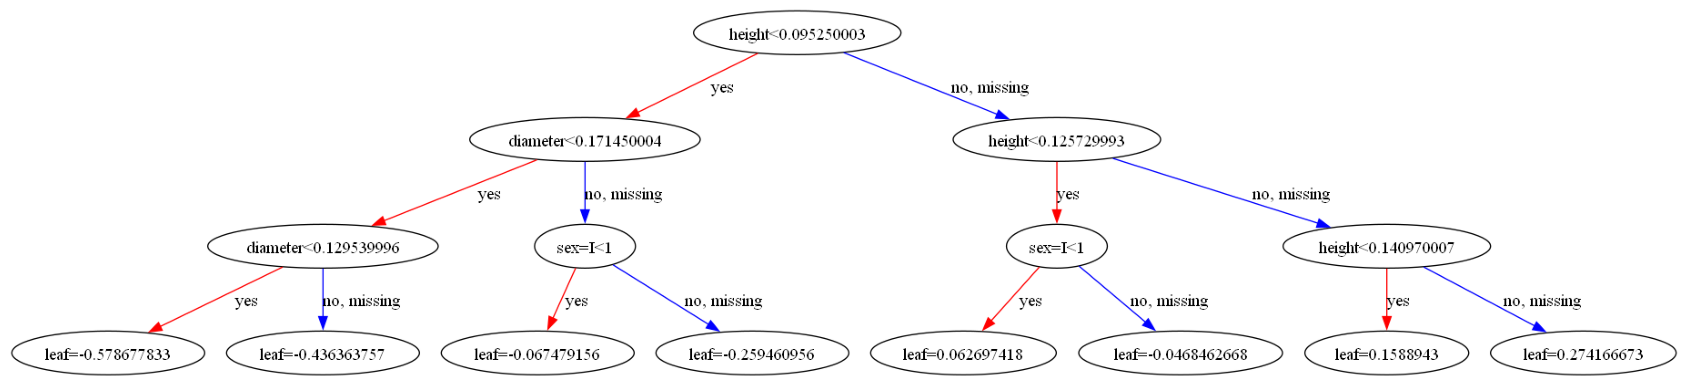 height<0.095250003
yes
no, missing
diameter<0.171450004
height<0.125729993
yes
no, missing
yes
no, missing
diameter<0.129539996
sex=I<1
sex=I<1
height<0.140970007
yes
no, missing
yes
no, missing
yes
no, missing
yes
no, missing
leaf=-0.578677833
leaf=-0.436363757
leaf=-0.067479156
leaf=-0.259460956
leaf=0.062697418
leaf=-0.0468462668
leaf=0.1588943
leaf=0.274166673